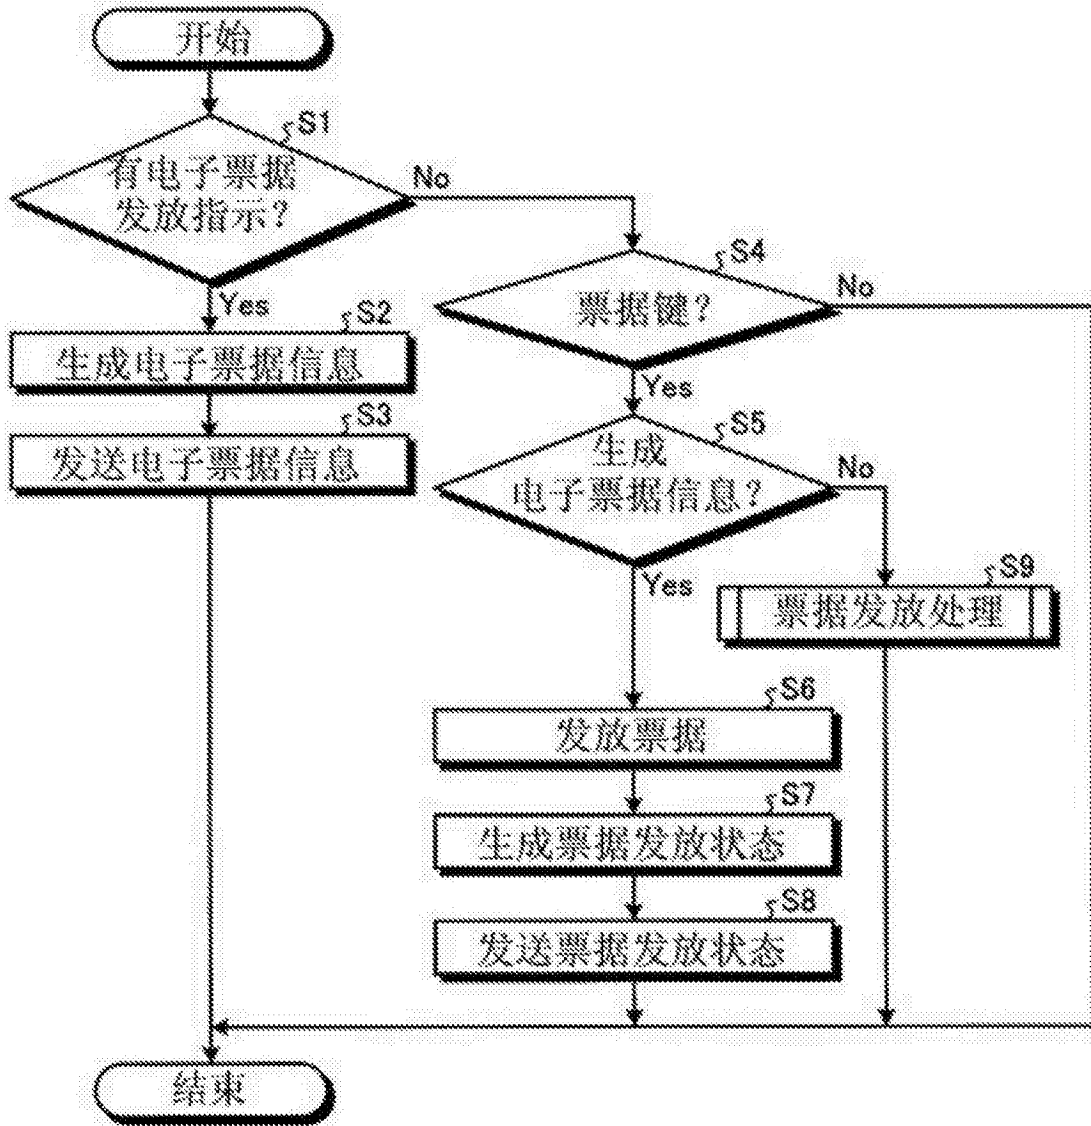 开始
S1
有电子票据
发放指示?
No
Yes
S2
生成电子票据信息
S3
发送电子票据信息
S4
票据键?
No
Yes
S5
生成
电子票据信息?
No
Yes
S9
票据发放处理
S6
发放票据
S7
生成票据发放状态
S8
发送票据发放状态
结束